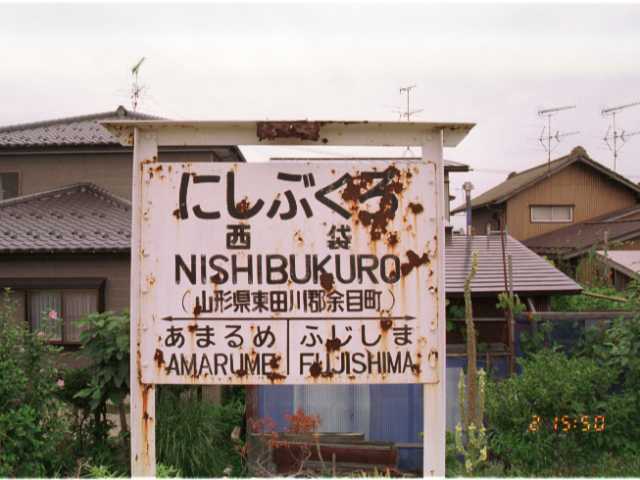 にしぶくろ
西袋
NISHIBUKURO
(山形県東田川郡余目町)
あまるめ ふじしま
AMARUME FUJISHIMA
2 15:50